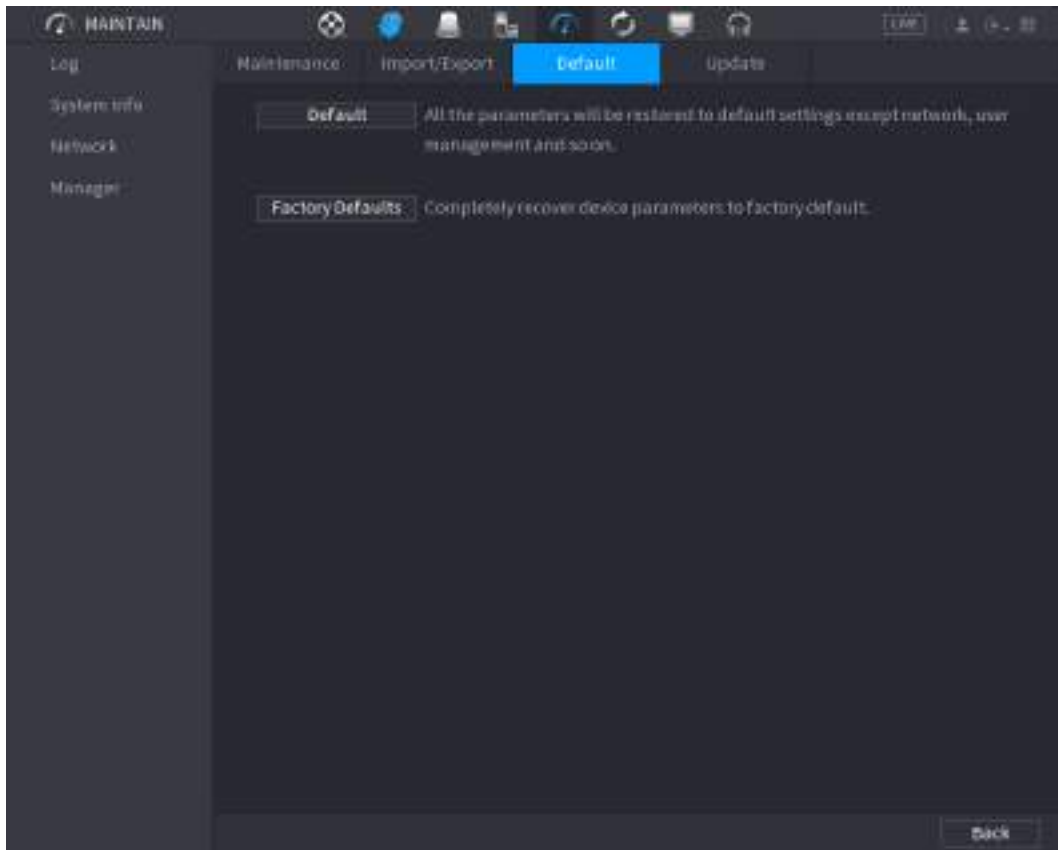 MAINTAIN
LIVE
Log
System Info
Network
Manager
Maintenance
Import/Export
Default
Update
Default
All the parameters will be restored to default settings except network, user
management and so on.
Factory Defaults
Completely recover device parameters to factory default.
Back